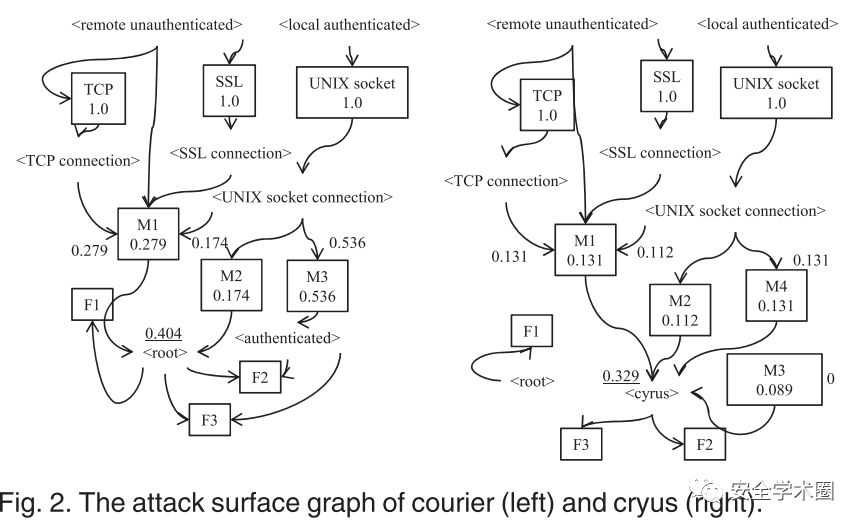 <remote unauthenticated>
<local authenticated>
TCP
1.0
SSL
1.0
UNIX socket
1.0
<TCP connection>
<SSL connection>
<UNIX socket connection>
M1
0.279
0.279
0.174
0.536
M2
0.174
M3
0.536
F1
0.404
<root>
<authenticated>
F2
F3
<remote unauthenticated>
<local authenticated>
TCP
1.0
SSL
1.0
UNIX socket
1.0
<SSL connection>
<TCP connection>
<UNIX socket connection>
M1
0.131
0.131
0.112
0.131
M2
0.112
M4
0.131
F1
<root>
0.329
<cyrus>
M3
0.089
0
F3
F2
Fig. 2. The attack surface graph of courier (left) and cryus (right).
安全学术圈